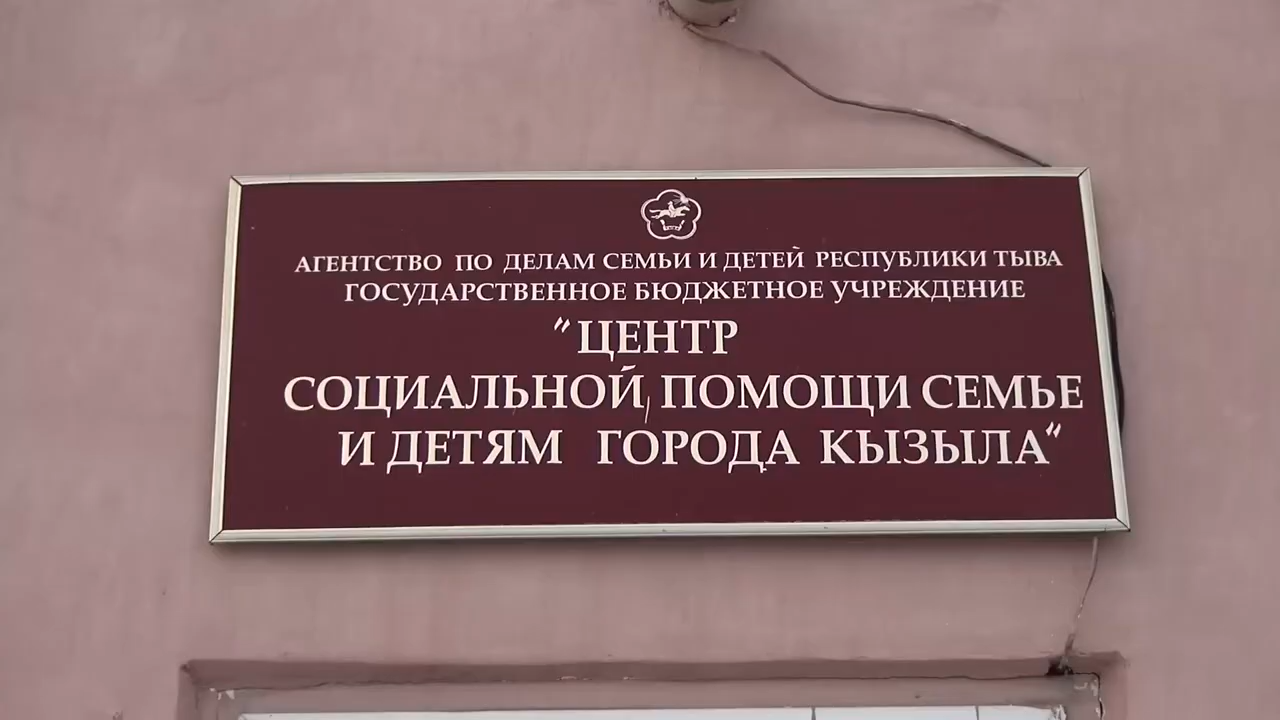 АГЕНТСТВО ПО ДЕЛАМ СЕМЬИ И ДЕТЕЙ РЕСПУБЛИКИ ТЫВА
ГОСУДАРСТВЕННОЕ БЮДЖЕТНОЕ УЧРЕЖДЕНИЕ
"ЦЕНТР
СОЦИАЛЬНОЙ ПОМОЩИ СЕМЬЕ
И ДЕТЯМ ГОРОДА КЫЗЫЛА"